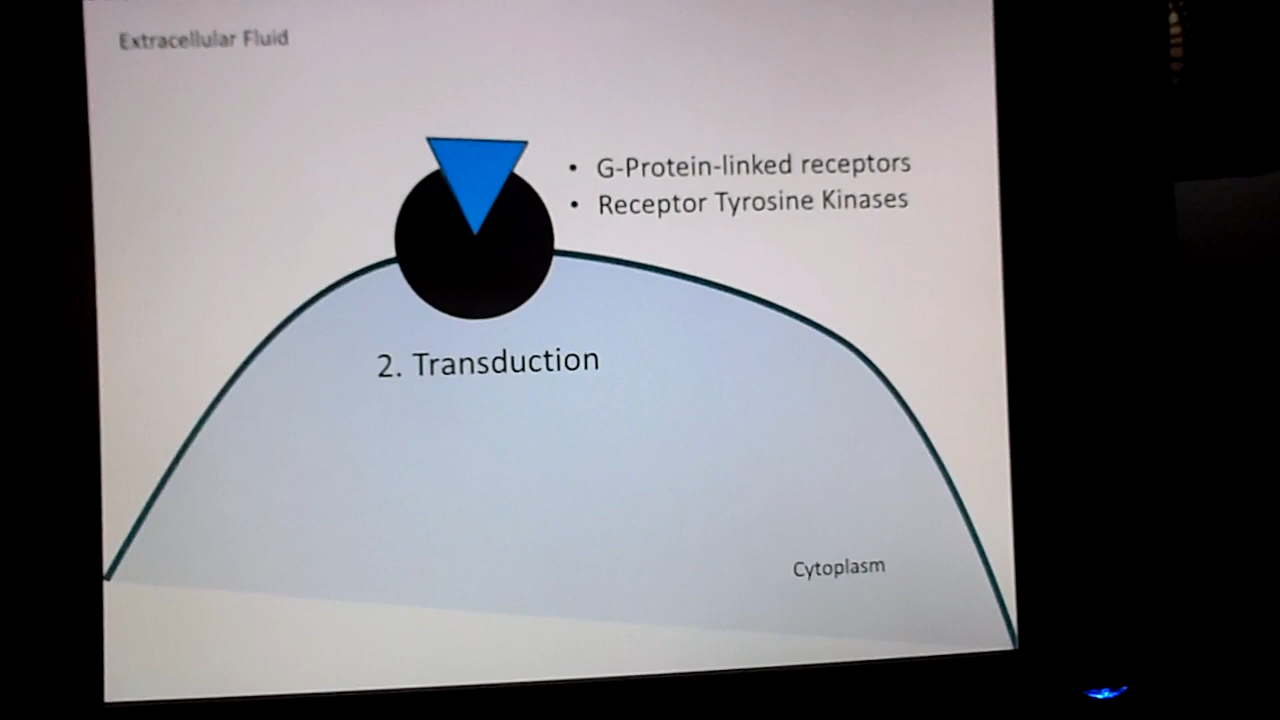 Extracellular Fluid
• G-Protein-linked receptors
• Receptor Tyrosine Kinases
2. Transduction
Cytoplasm